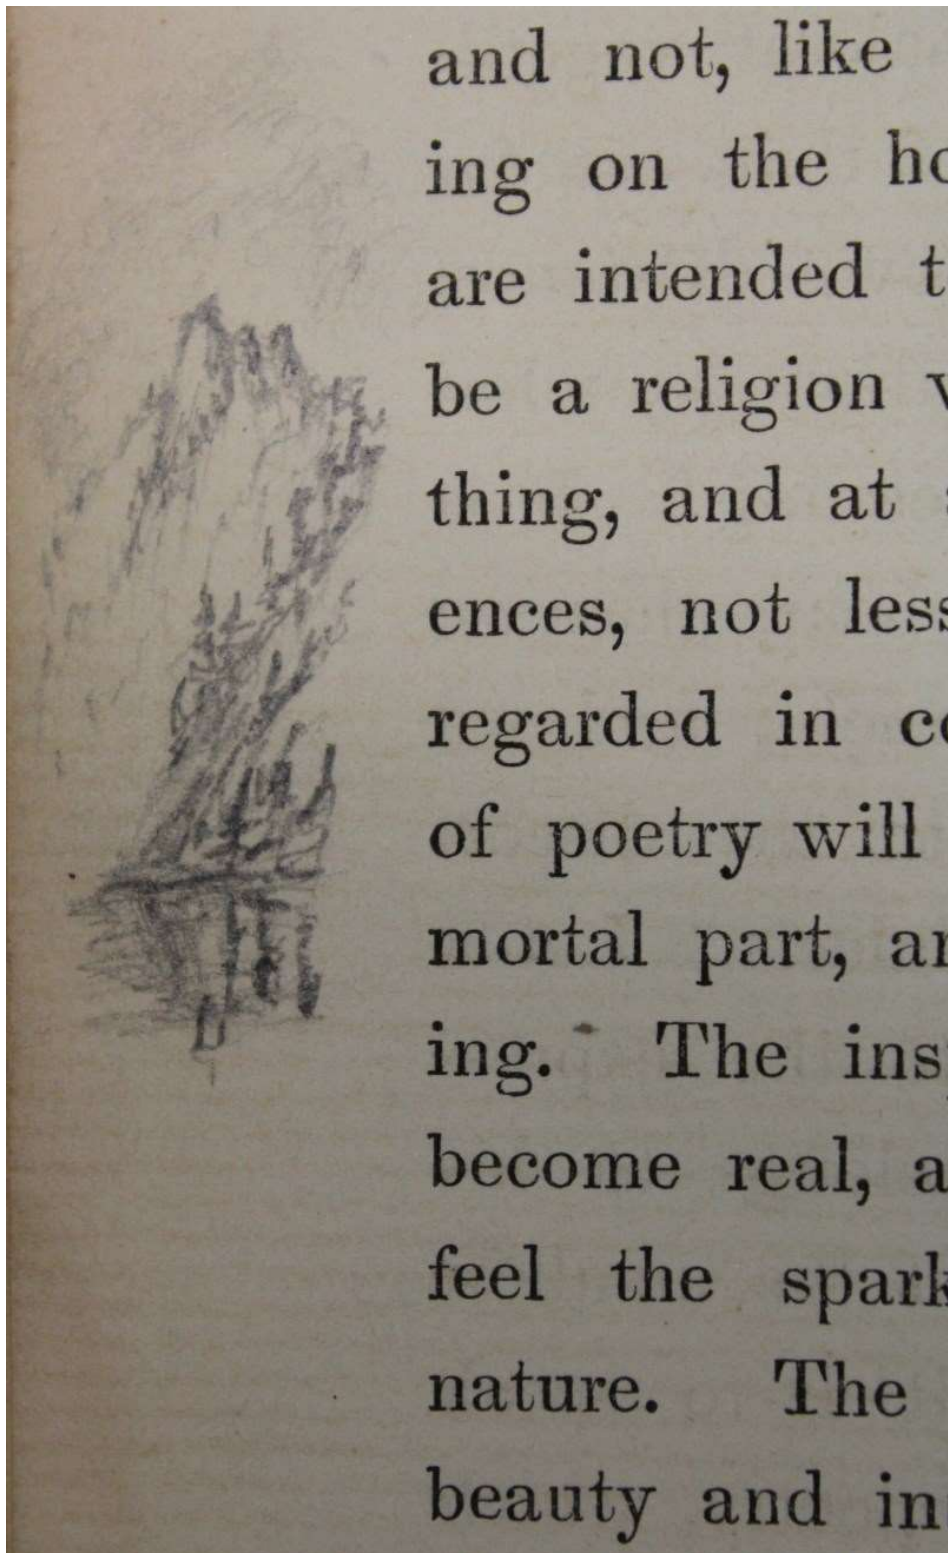 and not, like
ing on the
are intended
be a religion
thing, and at
ences, not
regarded in
of poetry will
mortal part,
ing. The
become real,
feel the
nature. The
beauty and